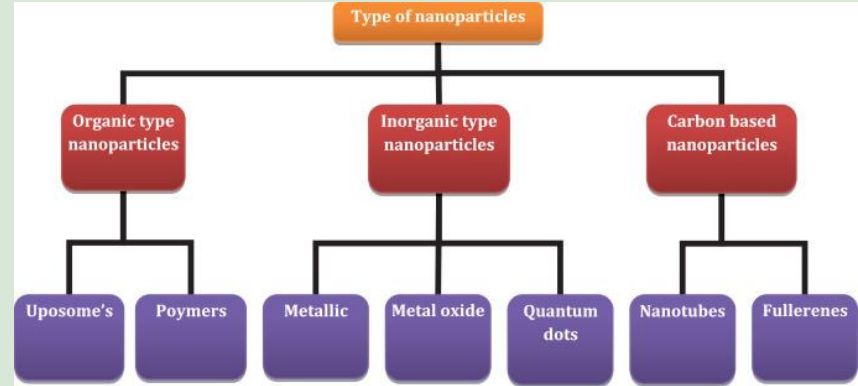 Type of nanoparticles
Organic type
nanoparticles
Inorganic type
nanoparticles
Carbon based
nanoparticles
Uposome's
Poymers
Metallic
Metal oxide
Quantum
dots
Nanotubes
Fullerenes